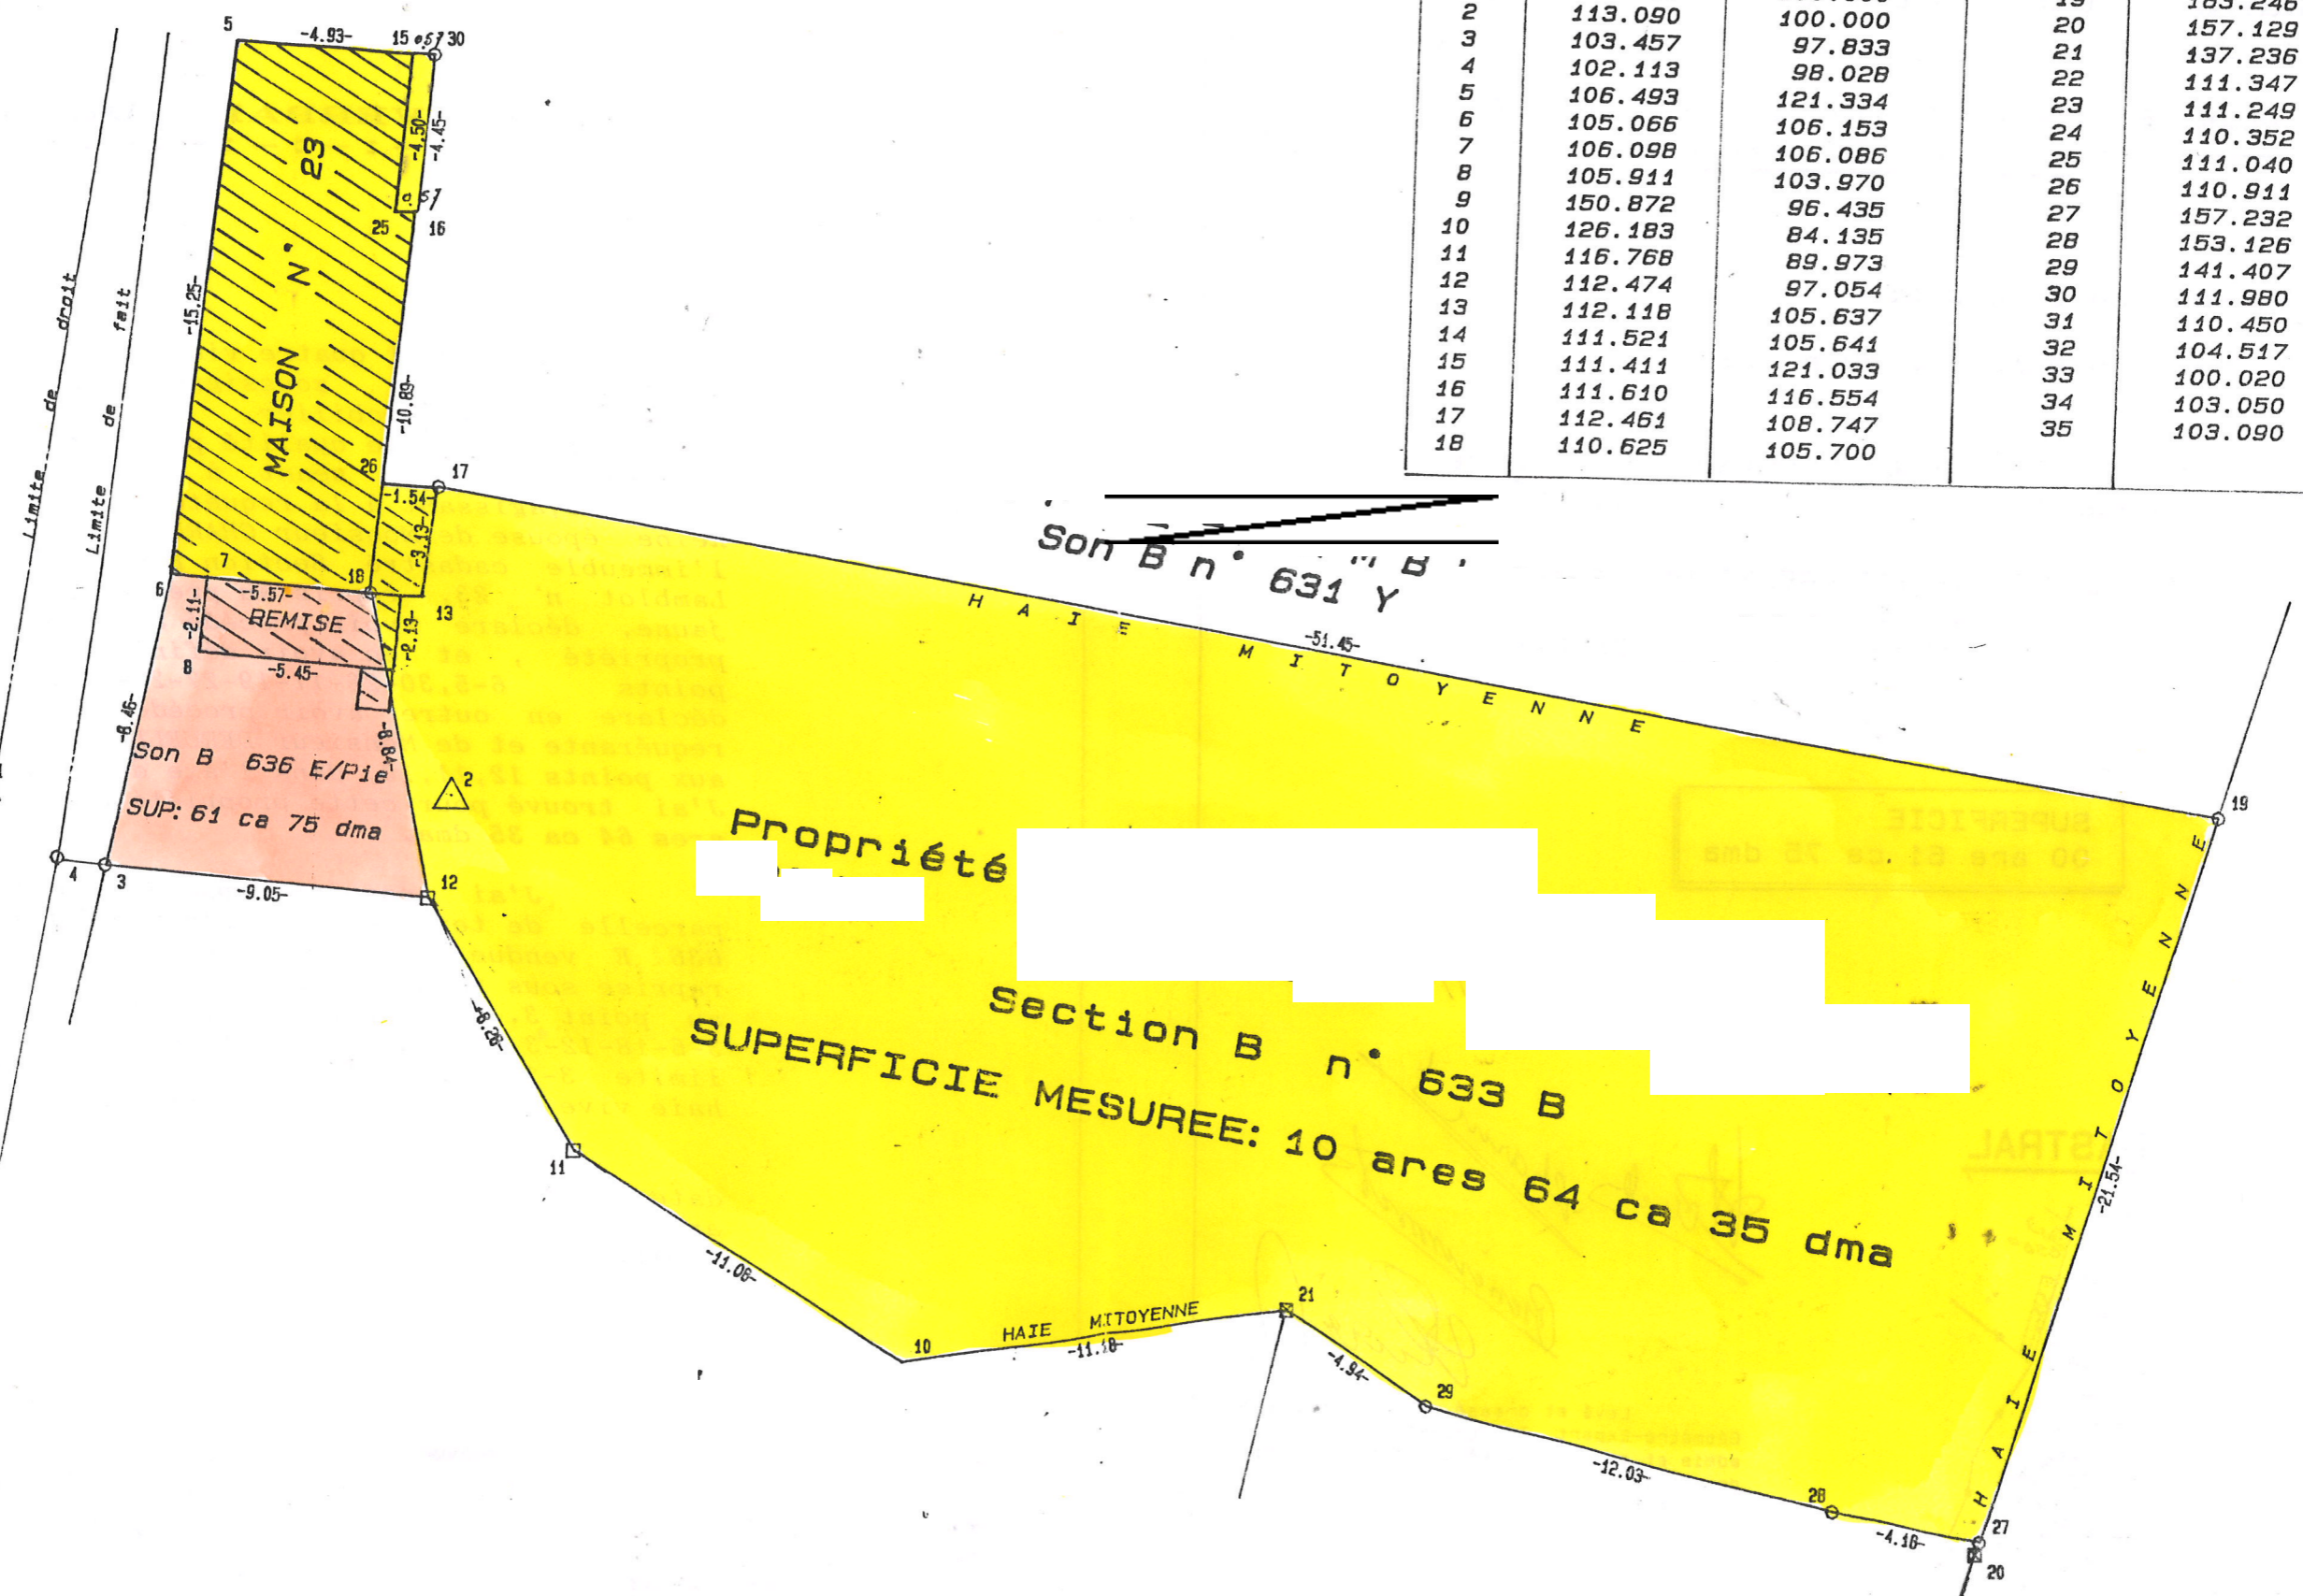 19 163.246
2 113.090 100.000 20 157.129
3 103.457 97.833 21 137.236
4 102.113 98.028 22 111.347
5 106.493 121.334 23 111.249
6 105.066 106.153 24 110.352
7 106.098 106.086 25 111.040
8 105.911 103.970 26 110.911
9 150.872 96.435 27 157.232
10 126.183 84.135 28 153.126
11 116.768 89.973 29 141.407
12 112.474 97.054 30 111.980
13 112.118 105.637 31 110.450
14 111.521 105.641 32 104.517
15 111.411 121.033 33 100.020
16 111.610 116.554 34 103.050
17 112.461 108.747 35 103.090
18 110.625 105.700
5 -4.93- 15 0.57 30
-4.50- -4.45-
0.57
25 16
MAISON N° 23
-15.25-
-10.89-
Limite de droit
Limite de fait
26 17
-1.54-
-3.13-
6 7 -5.57- 18 13
REMISE
-2.11- -2.13-
8 -5.45-
-8.46-
-8.84-
Son B 636 E/Pie
SUP: 61 ca 75 dma
2
4 3 -9.05- 12
Son B n° 631 Y
HAIE MITOYENNE
-51.45-
19
Propriété
Section B n° 633 B
SUPERFICIE MESUREE: 10 ares 64 ca 35 dma
HAIE MITOYENNE
-21.54-
-8.28-
11
-11.08-
10
HAIE MITOYENNE
21
-4.94-
29
-12.03-
28
-4.18-
27
20